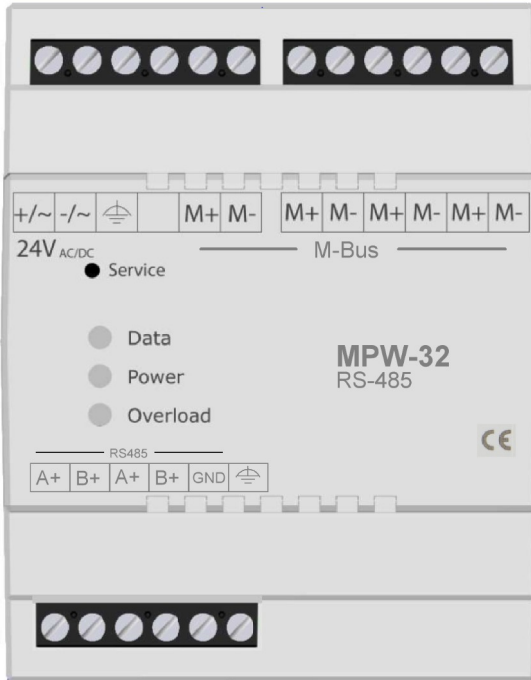 +/~ -/~ M+ M- M+ M- M+ M- M+ M-
24V AC/DC M-Bus
Service
Data
Power
Overload
MPW-32
RS-485
CE
RS485
A+ B+ A+ B+ GND